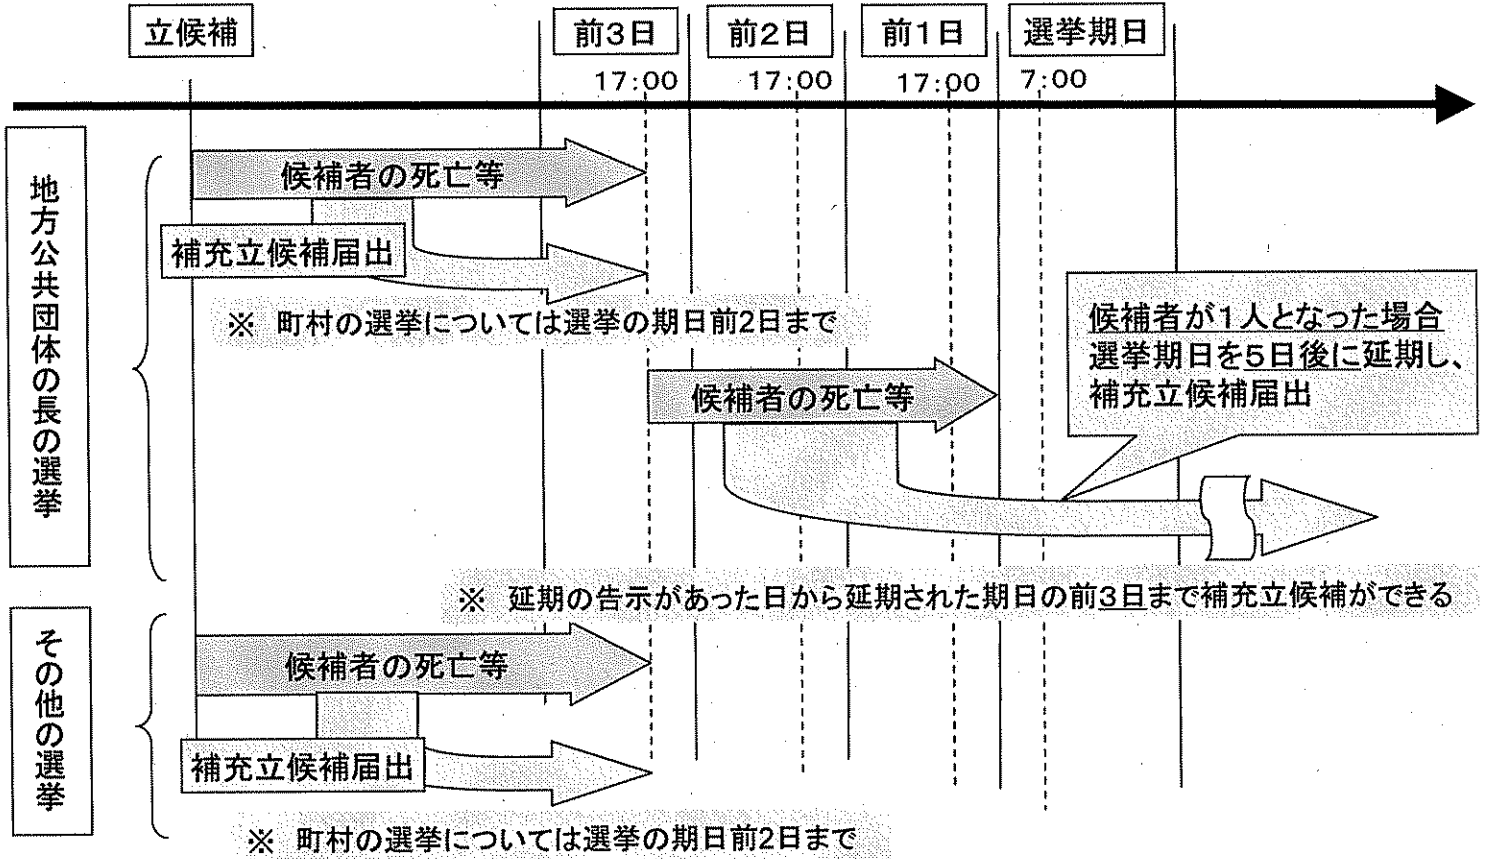 立候補
前3日
前2日
前1日
選挙期日
17:00
17:00
17:00
7:00
地方公共団体の長の選挙
候補者の死亡等
補充立候補届出
※ 町村の選挙については選挙の期日前2日まで
候補者が1人となった場合
選挙期日を5日後に延期し、
補充立候補届出
候補者の死亡等
※ 延期の告示があった日から延期された期日の前3日まで補充立候補ができる
その他の選挙
候補者の死亡等
補充立候補届出
※ 町村の選挙については選挙の期日前2日まで